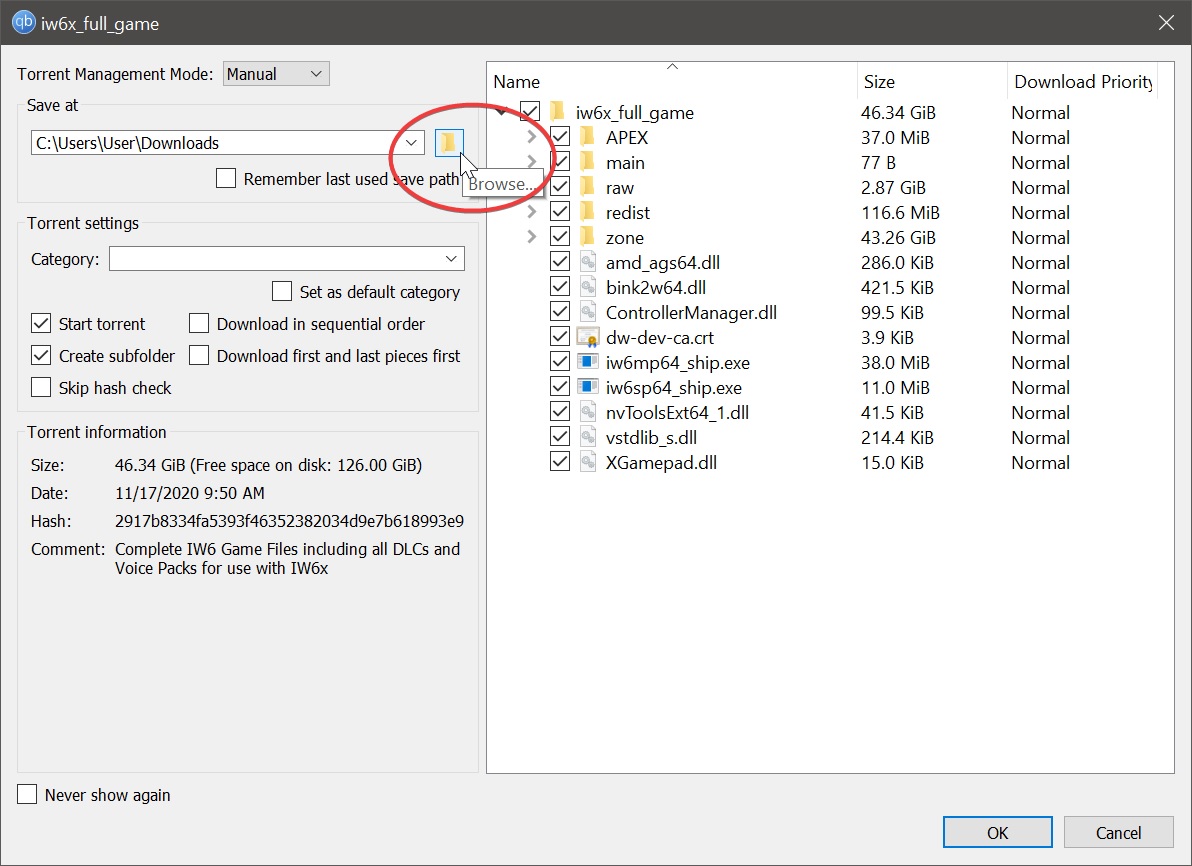 qb iw6x_full_game
Torrent Management Mode: Manual
Save at
C:\Users\User\Downloads
Remember last used save path
Browse...
Torrent settings
Category:
Set as default category
Start torrent Download in sequential order
Create subfolder Download first and last pieces first
Skip hash check
Torrent information
Size: 46.34 GiB (Free space on disk: 126.00 GiB)
Date: 11/17/2020 9:50 AM
Hash: 2917b8334fa5393f46352382034d9e7b618993e9
Comment: Complete IW6 Game Files including all DLCs and
Voice Packs for use with IW6x
Name Size Download Priority
iw6x_full_game 46.34 GiB Normal
APEX 37.0 MiB Normal
main 77 B Normal
raw 2.87 GiB Normal
redist 116.6 MiB Normal
zone 43.26 GiB Normal
amd_ags64.dll 286.0 KiB Normal
bink2w64.dll 421.5 KiB Normal
ControllerManager.dll 99.5 KiB Normal
dw-dev-ca.crt 3.9 KiB Normal
iw6mp64_ship.exe 38.0 MiB Normal
iw6sp64_ship.exe 11.0 MiB Normal
nvToolsExt64_1.dll 41.5 KiB Normal
vstdlib_s.dll 214.4 KiB Normal
XGamepad.dll 15.0 KiB Normal
Never show again
OK Cancel